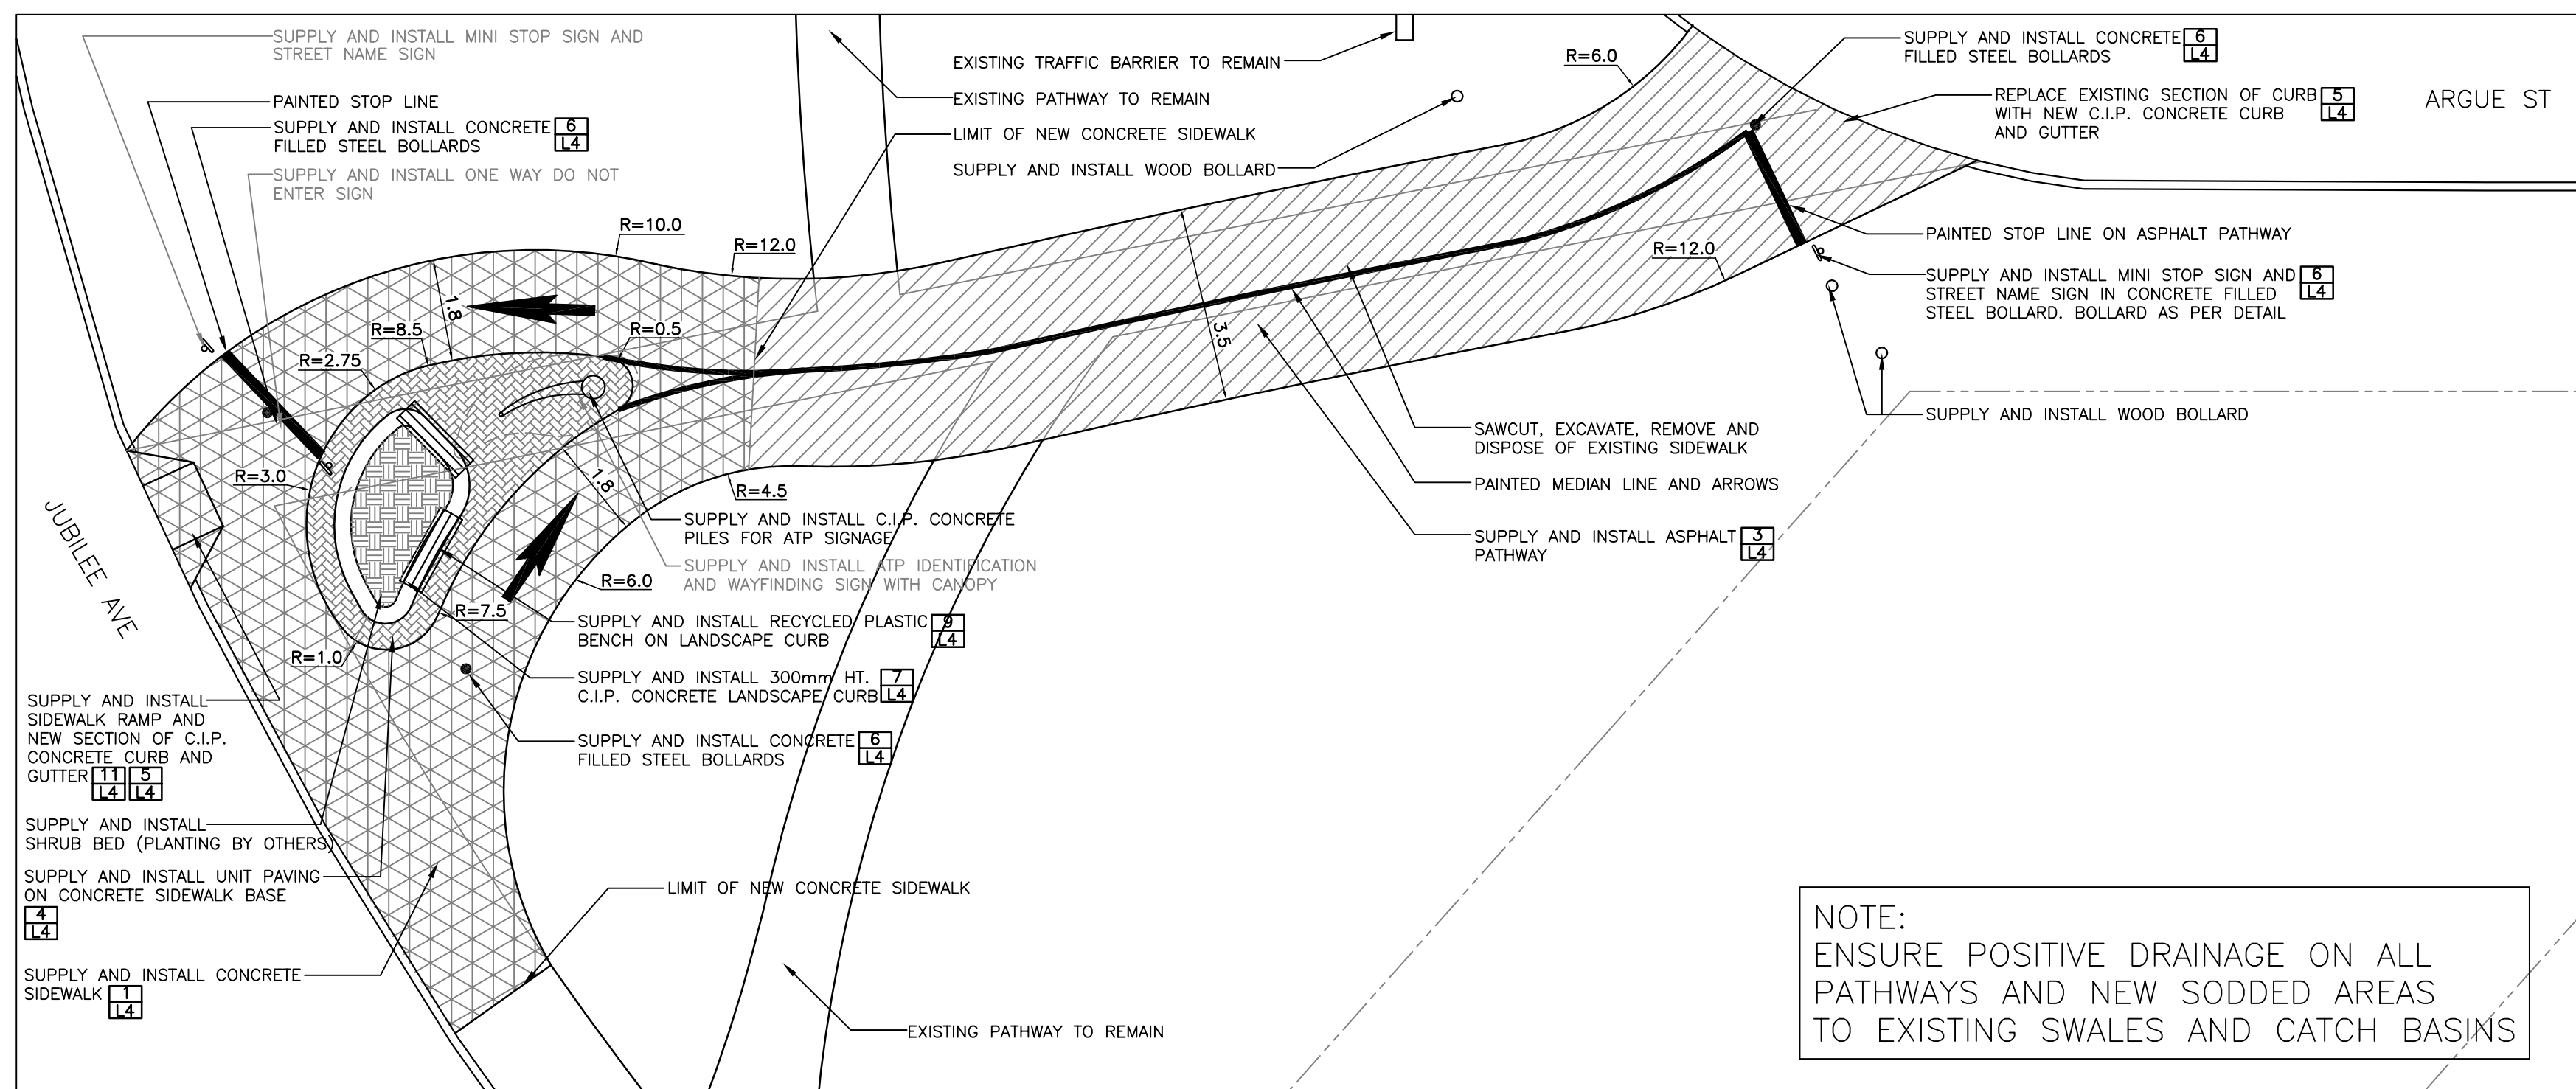 SUPPLY AND INSTALL MINI STOP SIGN AND
STREET NAME SIGN
PAINTED STOP LINE
SUPPLY AND INSTALL CONCRETE
FILLED STEEL BOLLARDS
6
L4
SUPPLY AND INSTALL ONE WAY DO NOT
ENTER SIGN
EXISTING TRAFFIC BARRIER TO REMAIN
EXISTING PATHWAY TO REMAIN
LIMIT OF NEW CONCRETE SIDEWALK
SUPPLY AND INSTALL WOOD BOLLARD
R=6.0
SUPPLY AND INSTALL CONCRETE
FILLED STEEL BOLLARDS
6
L4
REPLACE EXISTING SECTION OF CURB
WITH NEW C.I.P. CONCRETE CURB
AND GUTTER
5
L4
ARGUE ST
PAINTED STOP LINE ON ASPHALT PATHWAY
SUPPLY AND INSTALL MINI STOP SIGN AND
STREET NAME SIGN IN CONCRETE FILLED
STEEL BOLLARD. BOLLARD AS PER DETAIL
6
L4
SUPPLY AND INSTALL WOOD BOLLARD
R=10.0
R=12.0
R=12.0
1.8
R=8.5
R=0.5
R=2.75
3.5
R=3.0
R=4.5
1.8
R=6.0
R=7.5
R=1.0
SAWCUT, EXCAVATE, REMOVE AND
DISPOSE OF EXISTING SIDEWALK
PAINTED MEDIAN LINE AND ARROWS
SUPPLY AND INSTALL ASPHALT
PATHWAY
3
L4
JUBILEE AVE
SUPPLY AND INSTALL C.I.P. CONCRETE
PILES FOR ATP SIGNAGE
SUPPLY AND INSTALL ATP IDENTIFICATION
AND WAYFINDING SIGN WITH CANOPY
SUPPLY AND INSTALL RECYCLED PLASTIC
BENCH ON LANDSCAPE CURB
9
L4
SUPPLY AND INSTALL 300mm HT.
C.I.P. CONCRETE LANDSCAPE CURB
7
L4
SUPPLY AND INSTALL CONCRETE
FILLED STEEL BOLLARDS
6
L4
SUPPLY AND INSTALL
SIDEWALK RAMP AND
NEW SECTION OF C.I.P.
CONCRETE CURB AND
GUTTER
11
L4
5
L4
SUPPLY AND INSTALL
SHRUB BED (PLANTING BY OTHERS)
SUPPLY AND INSTALL UNIT PAVING
ON CONCRETE SIDEWALK BASE
4
L4
SUPPLY AND INSTALL CONCRETE
SIDEWALK
1
L4
LIMIT OF NEW CONCRETE SIDEWALK
EXISTING PATHWAY TO REMAIN
NOTE:
ENSURE POSITIVE DRAINAGE ON ALL
PATHWAYS AND NEW SODDED AREAS
TO EXISTING SWALES AND CATCH BASINS